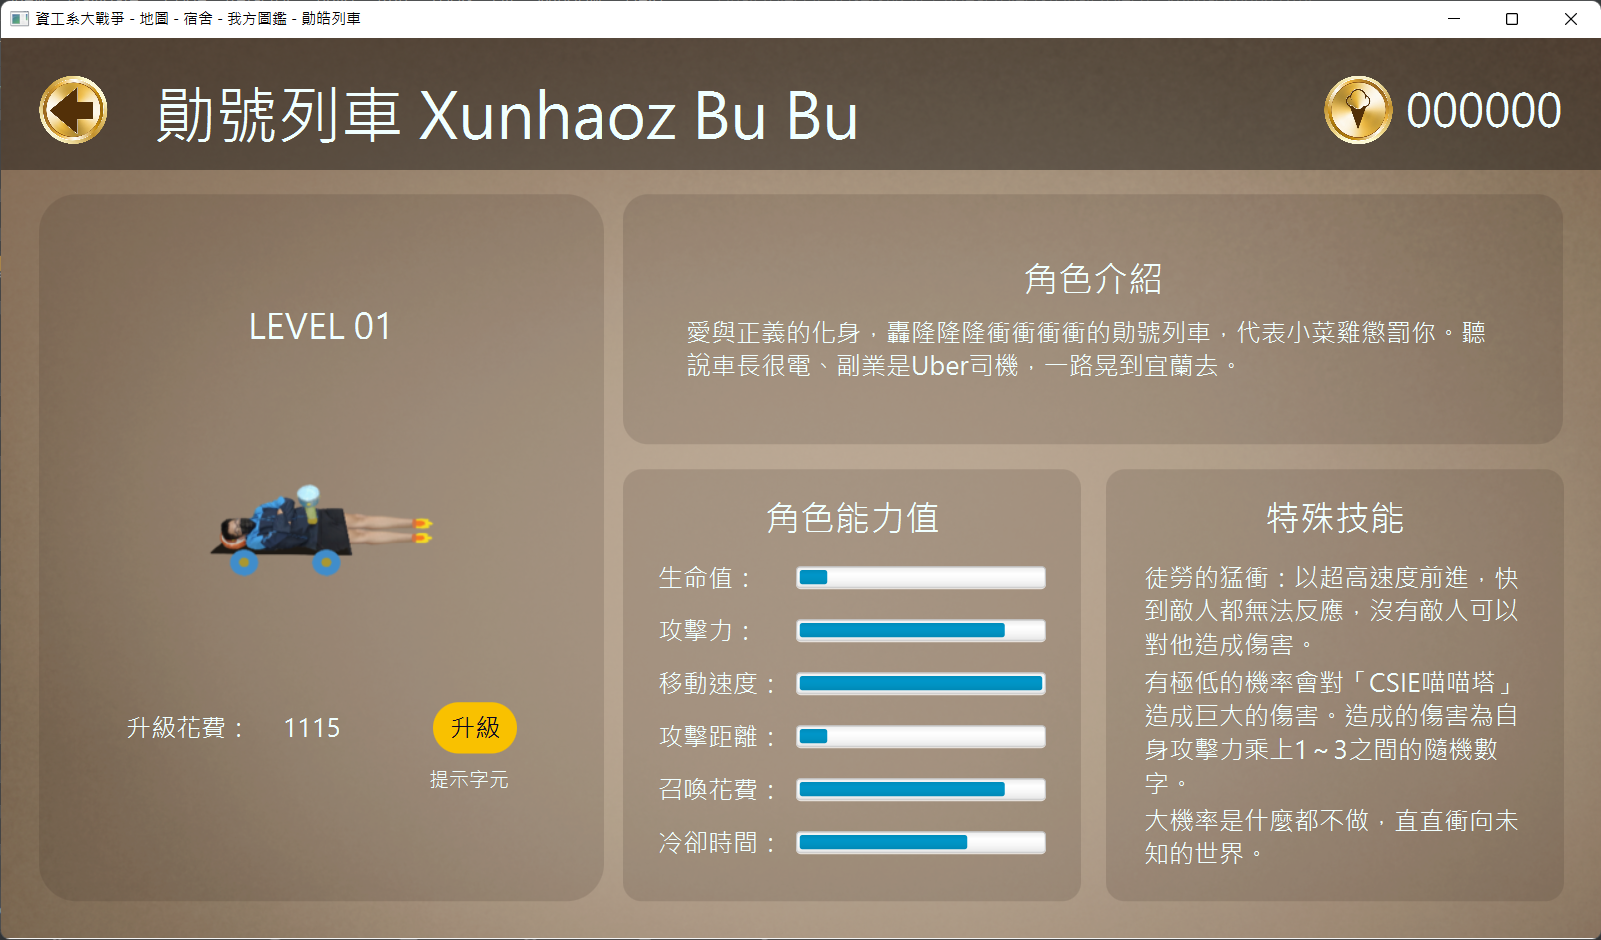 資工系大戰爭 - 地圖 - 宿舍 - 我方圖鑑 - 勛皓列車
勛號列車 Xunhaoz Bu Bu
000000
LEVEL 01
升級花費：
1115
升級
提示字元
角色介紹
愛與正義的化身，轟隆隆隆衝衝衝衝的勛號列車，代表小菜雞懲罰你。聽
說車長很電、副業是Uber司機，一路晃到宜蘭去。
角色能力值
生命值：
攻擊力：
移動速度：
攻擊距離：
召喚花費：
冷卻時間：
特殊技能
徒勞的猛衝：以超高速度前進，快
到敵人都無法反應，沒有敵人可以
對他造成傷害。
有極低的機率會對「CSIE喵喵塔」
造成巨大的傷害。造成的傷害為自
身攻擊力乘上1～3之間的隨機數
字。
大機率是什麼都不做，直直衝向未
知的世界。